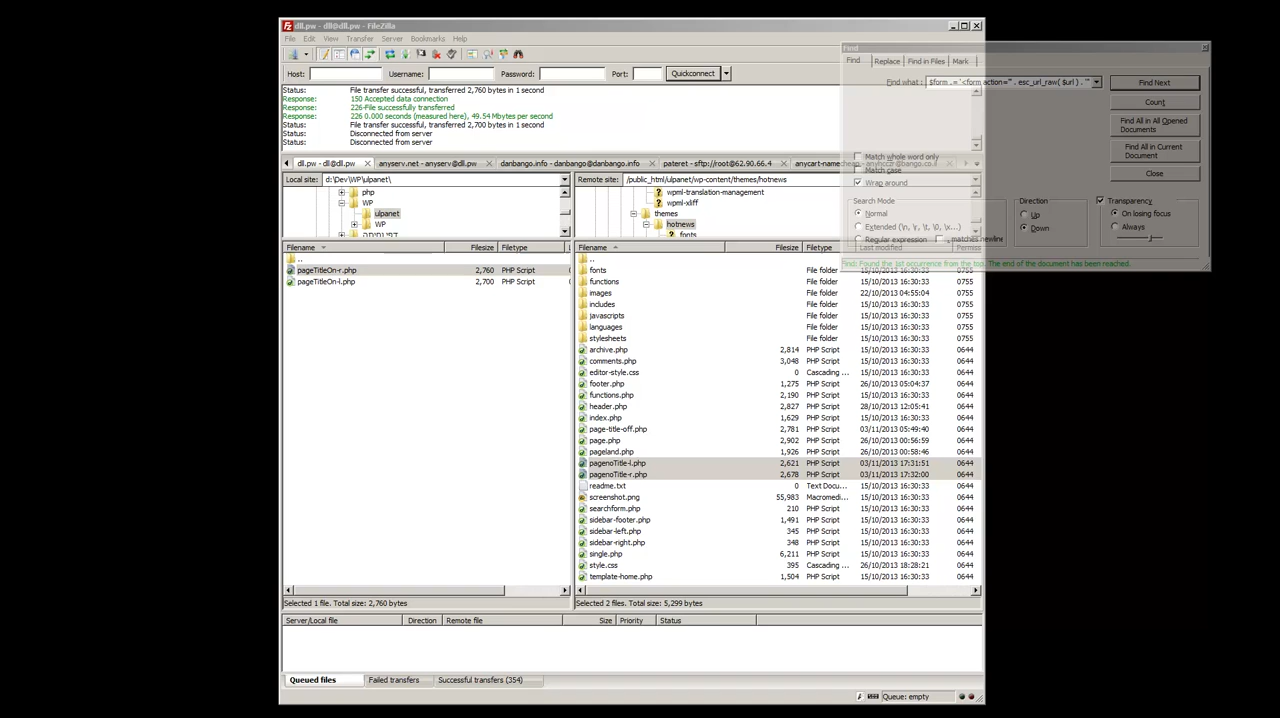 dll.pw - dll@dll.pw - FileZilla
File Edit View Transfer Server Bookmarks Help
Host: Username: Password: Port: Quickconnect
Status: File transfer successful, transferred 2,760 bytes in 1 second
Response: 150 Accepted data connection
Response: 226-File successfully transferred
Response: 226 0.000 seconds (measured here), 49.54 Mbytes per second
Status: File transfer successful, transferred 2,700 bytes in 1 second
Status: Disconnected from server
Status: Disconnected from server
dll.pw - dll@dll.pw anyserv.net - anyserv@dll.pw danbango.info - danbango@danbango.info pateret - sftp://root@62.90.66.4
Local site: d:\Dev\WP\ulpanet\
php
WP
ulpanet
WP
Filename Filesize Filetype
..
pageTitleOn-r.php 2,760 PHP Script
pageTitleOn-l.php 2,700 PHP Script
Selected 1 file. Total size: 2,760 bytes
Remote site: /public_html/ulpanet/wp-content/themes/hotnews
wpml-translation-management
wpml-xliff
themes
hotnews
fonts
Filename Filesize Filetype Last modified Permiss
..
fonts File folder 15/10/2013 16:30:33 0755
functions File folder 15/10/2013 16:30:33 0755
images File folder 22/10/2013 04:55:04 0755
includes File folder 15/10/2013 16:30:33 0755
javascripts File folder 15/10/2013 16:30:33 0755
languages File folder 15/10/2013 16:30:33 0755
stylesheets File folder 15/10/2013 16:30:33 0755
archive.php 2,814 PHP Script 15/10/2013 16:30:33 0644
comments.php 3,048 PHP Script 15/10/2013 16:30:33 0644
editor-style.css 0 Cascading ... 15/10/2013 16:30:33 0644
footer.php 1,275 PHP Script 26/10/2013 05:04:37 0644
functions.php 2,190 PHP Script 15/10/2013 16:30:33 0644
header.php 2,827 PHP Script 28/10/2013 12:05:41 0644
index.php 1,629 PHP Script 15/10/2013 16:30:33 0644
page-title-off.php 2,781 PHP Script 03/11/2013 05:49:40 0644
page.php 2,902 PHP Script 26/10/2013 00:56:59 0644
pageland.php 1,926 PHP Script 26/10/2013 00:58:46 0644
pagenoTitle-l.php 2,621 PHP Script 03/11/2013 17:31:51 0644
pagenoTitle-r.php 2,678 PHP Script 03/11/2013 17:32:00 0644
readme.txt 0 Text Docu... 15/10/2013 16:30:33 0644
screenshot.png 55,983 Macromedi... 15/10/2013 16:30:33 0644
searchform.php 210 PHP Script 15/10/2013 16:30:33 0644
sidebar-footer.php 1,491 PHP Script 15/10/2013 16:30:33 0644
sidebar-left.php 345 PHP Script 15/10/2013 16:30:33 0644
sidebar-right.php 348 PHP Script 15/10/2013 16:30:33 0644
single.php 6,211 PHP Script 15/10/2013 16:30:33 0644
style.css 395 Cascading ... 26/10/2013 18:28:21 0644
template-home.php 1,504 PHP Script 15/10/2013 16:30:33 0644
Selected 2 files. Total size: 5,299 bytes
Server/Local file Direction Remote file Size Priority Status
Queued files Failed transfers Successful transfers (354)
Queue: empty
Find
Find Replace Find in Files Mark
Find what : $form .= '<form action="' . esc_url_raw( $url ) . '"
Find Next
Count
Find All in All Opened
Documents
Find All in Current
Document
Close
Match whole word only
Match case
Wrap around
Search Mode
Normal
Extended (\n, \r, \t, \0, \x...)
Regular expression . matches newline
Direction
Up
Down
Transparency
On losing focus
Always
Find: Found the 1st occurrence from the top. The end of the document has been reached.